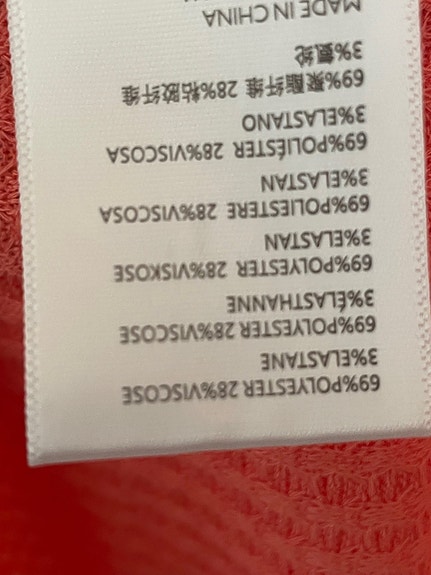 69%POLYESTER 28%VISCOSE
3%ELASTANE
69%POLYESTER 28%VISCOSE
3%ÉLASTHANNE
69%POLYESTER 28%VISKOSE
3%ELASTAN
69%POLIESTERE 28%VISCOSA
3%ELASTAN
69%POLIÉSTER 28%VISCOSA
3%ELASTANO
69%聚酯纤维 28%粘胶纤维
3%氨纶
MADE IN CHINA